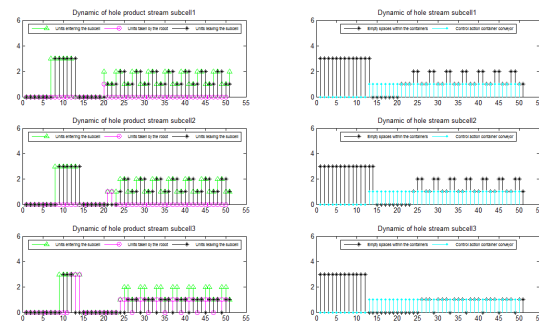 Dynamic of hole product stream subcell1
Dynamic of hole product stream subcell1
6
Units entering the subcell
Units taken by the robot
Units leaving the subcell
6
Empty spaces within the containers
Control action container conveyor
4
4
2
2
0
0
0 5 10 15 20 25 30 35 40 45 50 55
0 5 10 15 20 25 30 35 40 45 50 55
Dynamic of hole product stream subcell2
Dynamic of hole product stream subcell2
6
Units entering the subcell
Units taken by the robot
Units leaving the subcell
6
Empty spaces within the containers
Control action container conveyor
4
4
2
2
0
0
0 5 10 15 20 25 30 35 40 45 50 55
0 5 10 15 20 25 30 35 40 45 50 55
Dynamic of hole product stream subcell3
Dynamic of hole product stream subcell3
6
Units entering the subcell
Units taken by the robot
Units leaving the subcell
6
Empty spaces within the containers
Control action container conveyor
4
4
2
2
0
0
0 5 10 15 20 25 30 35 40 45 50 55
0 5 10 15 20 25 30 35 40 45 50 55